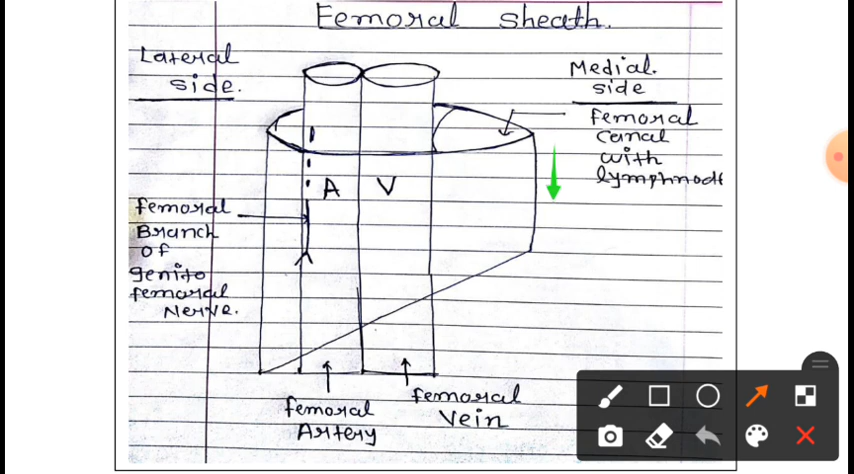 Femoral sheath.
Lateral
side.
Medial.
side
femoral
canal
with
lymphnode
A V
femoral
Branch
of
genito
femoral
Nerve.
femoral
Artery
femoral
Vein